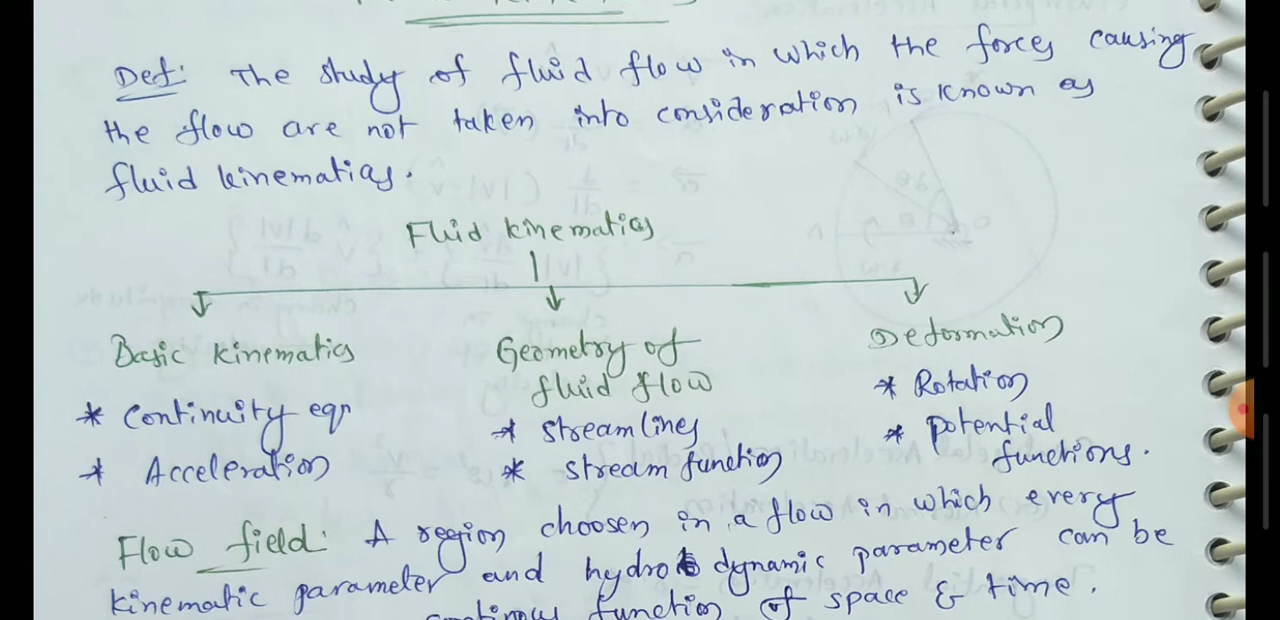 Def: The study of fluid flow in which the forces causing
the flow are not taken into consideration is known as
fluid kinematics.
Fluid kinematics
Basic kinematics
* Continuity eqn
* Acceleration
Geometry of
fluid flow
* streamlines
* stream function
Deformation
* Rotation
* potential
functions.
Flow field: A region choosen in a flow in which every
kinematic parameter and hydro dynamic parameter can be
function of space & time.